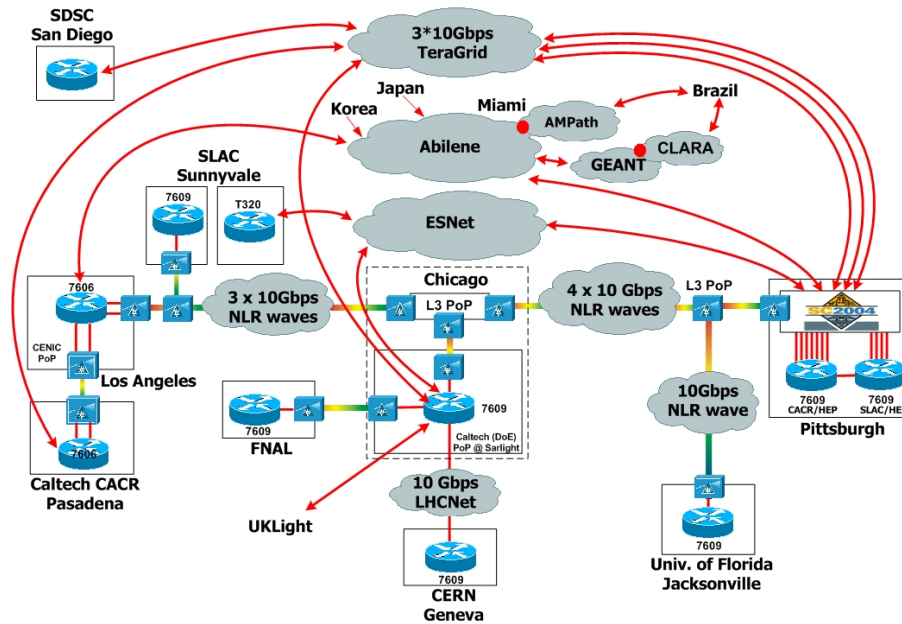 SDSC
San Diego
3*10Gbps
TeraGrid
Japan
Korea
Miami
AMPath
Brazil
Abilene
GEANT
CLARA
SLAC
Sunnyvale
7609
T320
ESNet
Chicago
7606
3 x 10Gbps
NLR waves
L3 PoP
4 x 10 Gbps
NLR waves
L3 PoP
SC2004
CENIC
PoP
Los Angeles
7609
CACR/HEP
7609
SLAC/HE
Pittsburgh
10Gbps
NLR wave
7609
FNAL
7609
Caltech (DoE)
PoP @ Sarlight
7606
Caltech CACR
Pasadena
10 Gbps
LHCNet
UKLight
7609
CERN
Geneva
7609
Univ. of Florida
Jacksonville